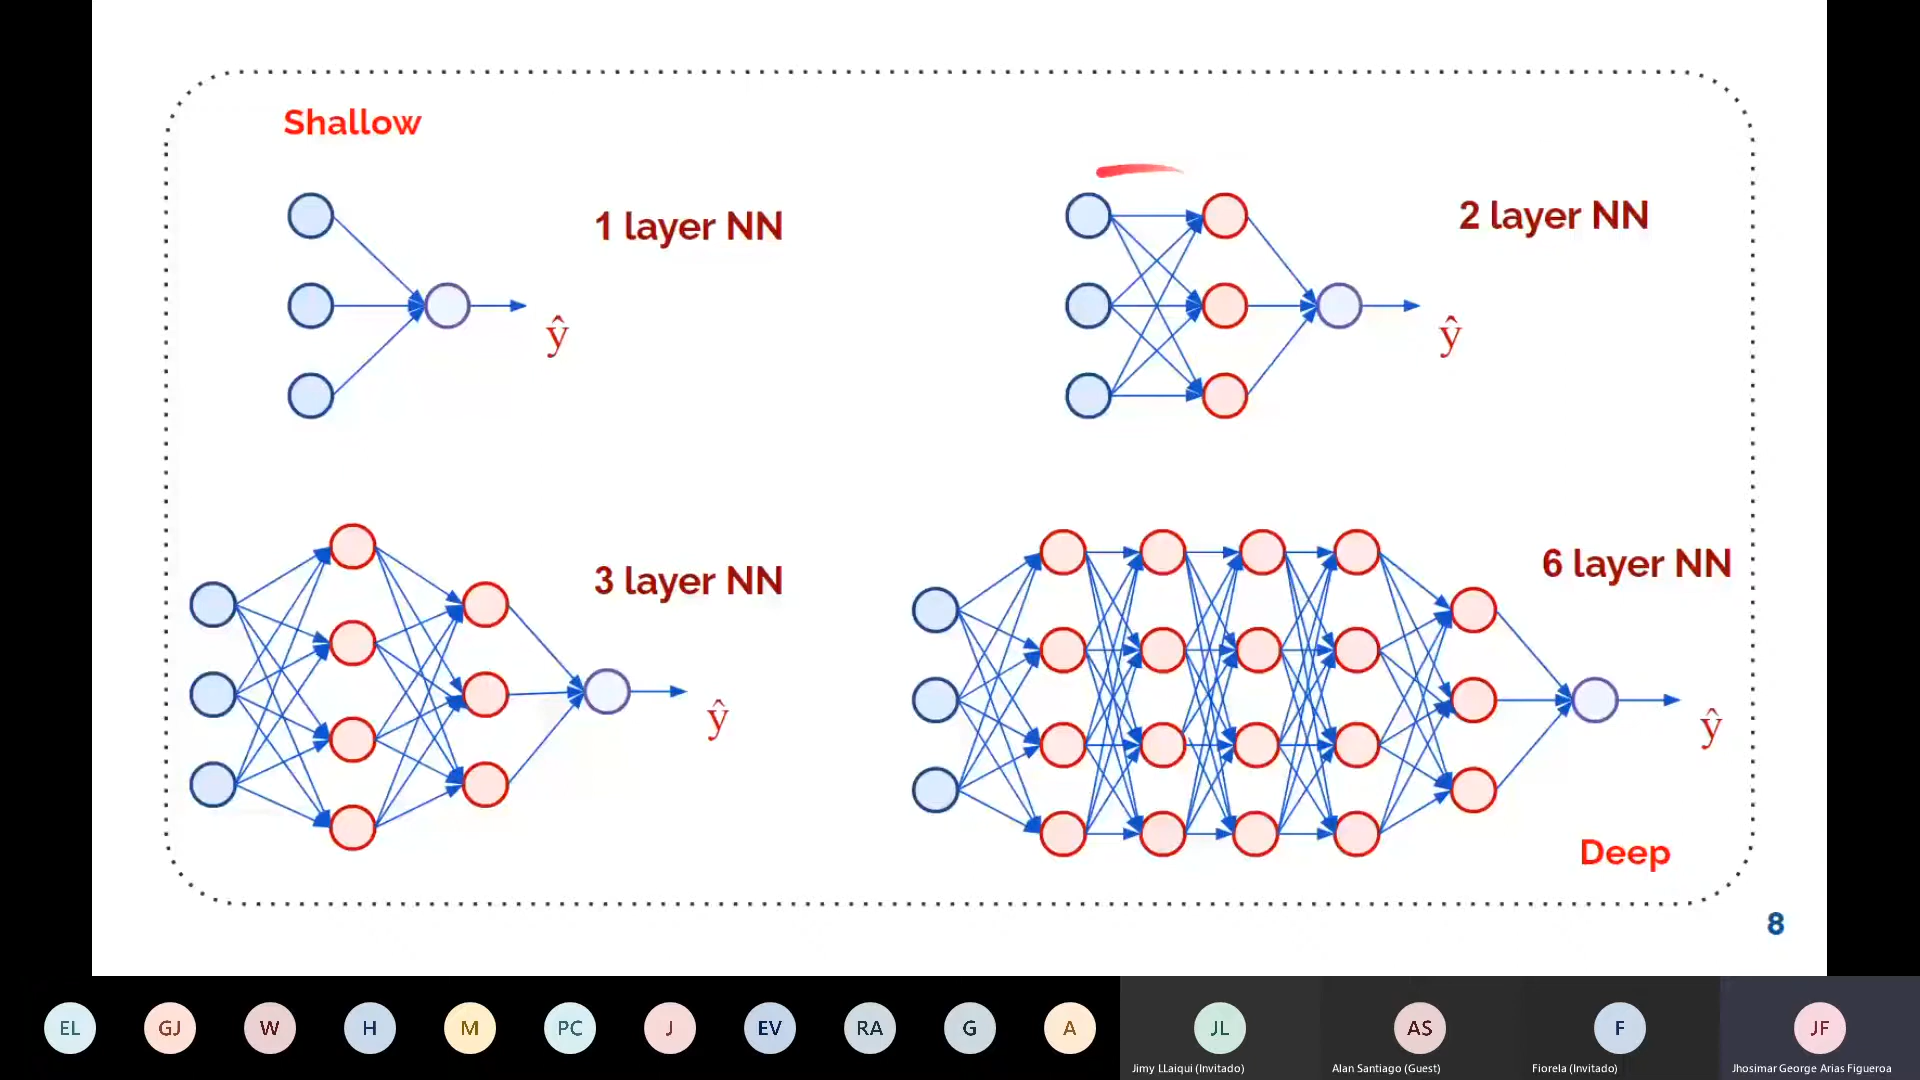 Shallow
1 layer NN
2 layer NN
ŷ
ŷ
3 layer NN
6 layer NN
ŷ
ŷ
Deep
8
EL GJ W H M PC J EV RA G A JL AS F JF
Jimy LLaiqui (Invitado) Alan Santiago (Guest) Fiorela (Invitado) Jhosimar George Arias Figueroa